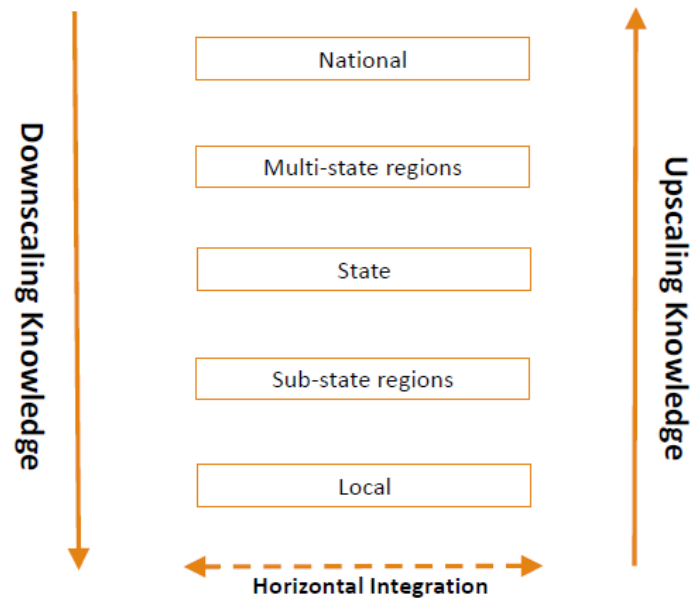 National
Multi-state regions
State
Sub-state regions
Local
Downscaling Knowledge
Upscaling Knowledge
Horizontal Integration